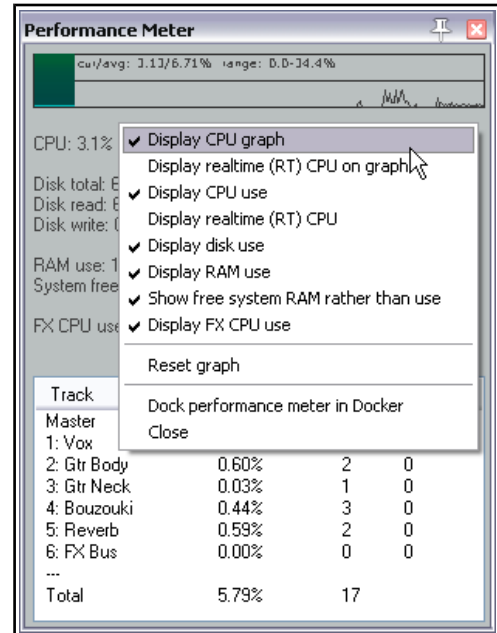 Performance Meter
cur/avg: 3.13/6.71% range: 0.0-34.4%
CPU: 3.1%
Disk total:
Disk read:
Disk write:
RAM use: 1
System free
FX CPU use
Display CPU graph
Display realtime (RT) CPU on graph
Display CPU use
Display realtime (RT) CPU
Display disk use
Display RAM use
Show free system RAM rather than use
Display FX CPU use
Reset graph
Dock performance meter in Docker
Close
Track
Master
1: Vox
2: Gtr Body 0.60% 2 0
3: Gtr Neck 0.03% 1 0
4: Bouzouki 0.44% 3 0
5: Reverb 0.59% 2 0
6: FX Bus 0.00% 0 0
---
Total 5.79% 17